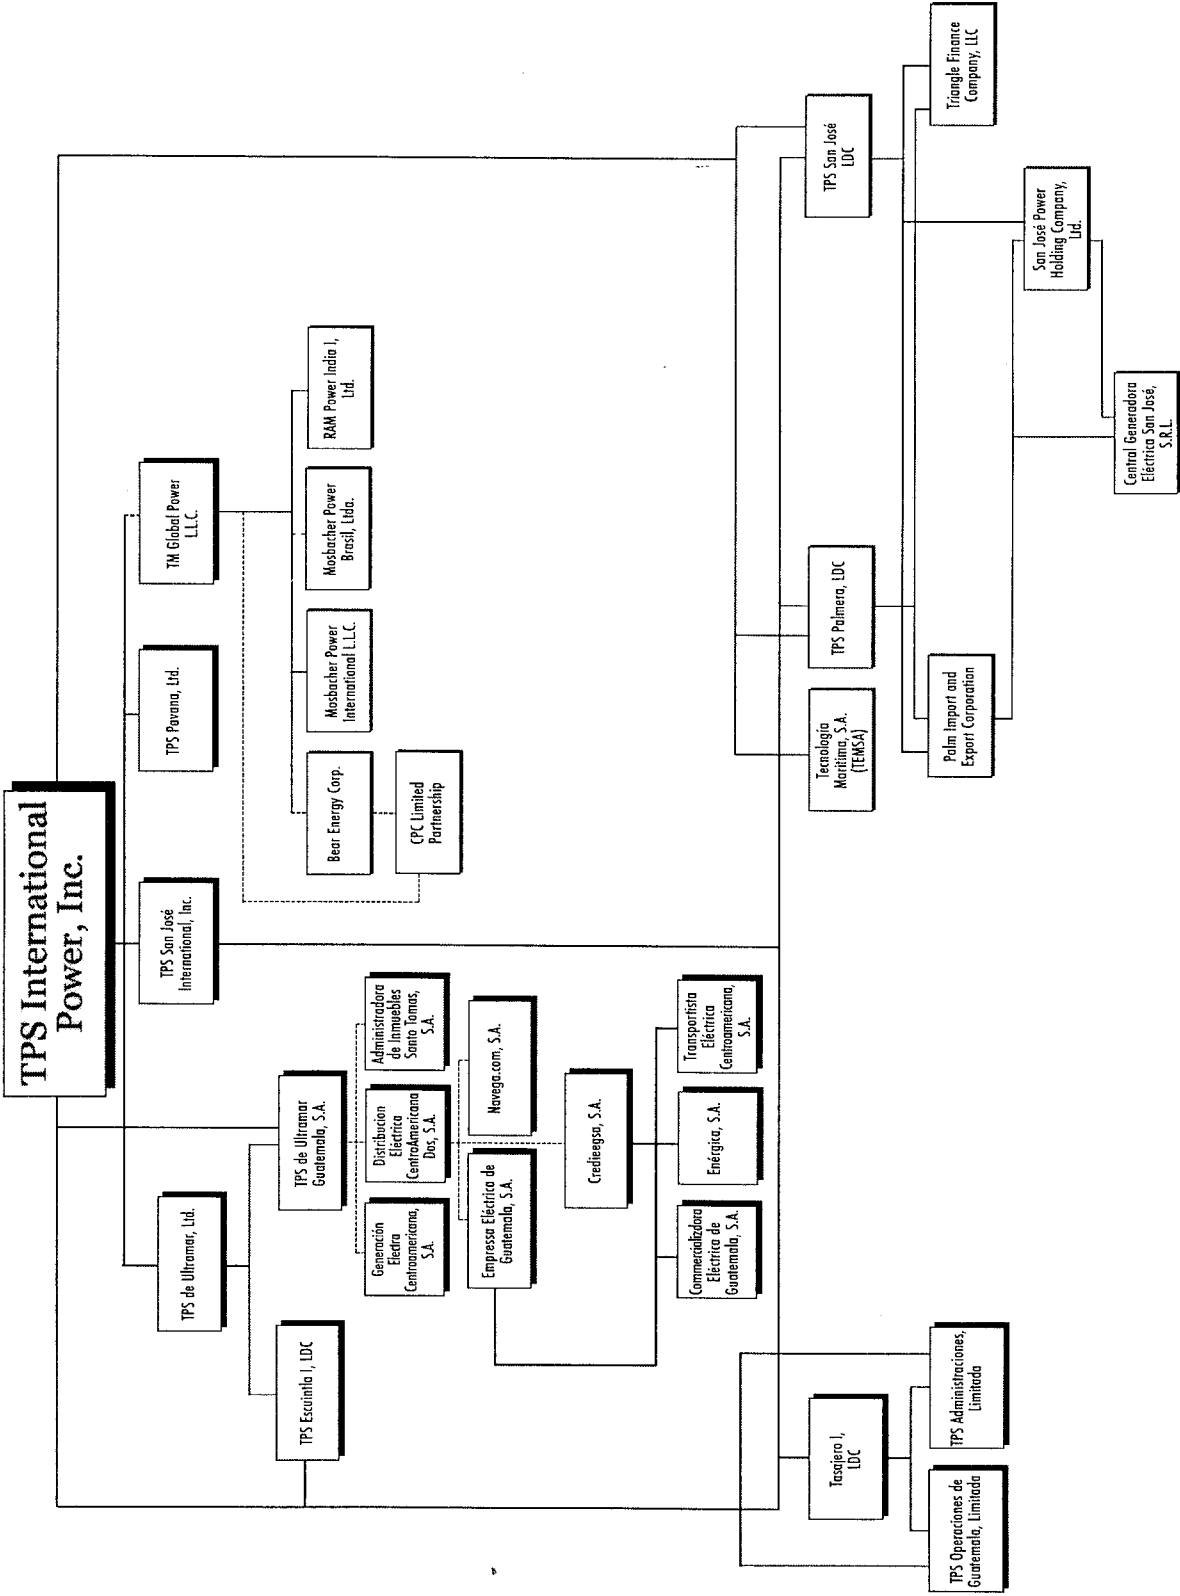 TPS International
Power, Inc.
TPS de Ultramar, Ltd.
TPS San José
International, Inc.
TPS Pavana, Ltd.
TM Global Power
L.L.C.
TPS Escuintla I, LDC
TPS de Ultramar
Guatemala, S.A.
Bear Energy Corp.
Mosbacher Power
International L.L.C.
Mosbacher Power
Brasil, Ltda.
RAM Power India I,
Ltd.
CPC Limited
Partnership
Generación
Electra
Centroamericana,
S.A.
Distribucion
Eléctrica
CentroAmericana
Dos, S.A.
Administradora
de Inmuebles
Santo Tomas,
S.A.
Empressa Eléctrica de
Guatemala, S.A.
Navega.com, S.A.
Credieegsa, S.A.
Commercializdora
Eléctrica de
Guatemala, S.A.
Enérgica, S.A.
Transportista
Eléctrica
Centroamericana,
S.A.
Tasajero I,
LDC
Tecnología
Marítima, S.A.
(TEMSA)
TPS Palmera, LDC
TPS San José
LDC
TPS Operaciones de
Guatemala, Limitada
TPS Administraciones,
Limitada
Palm Import and
Export Corporation
Triangle Finance
Company, LLC
San José Power
Holding Company,
Ltd.
Central Generadora
Eléctrica San José,
S.R.L.